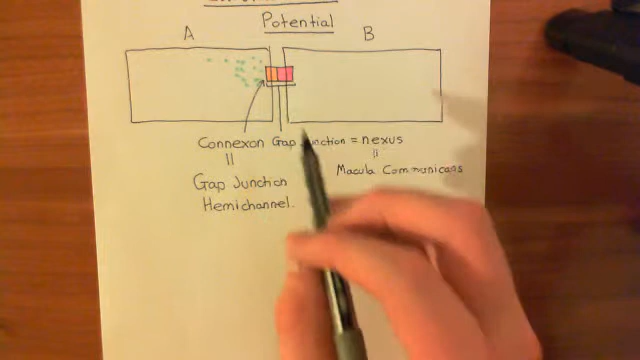 Potential
A B
Connexon Gap Junction = nexus
||
Gap Junction
Hemichannel.
||
Macula Communicans